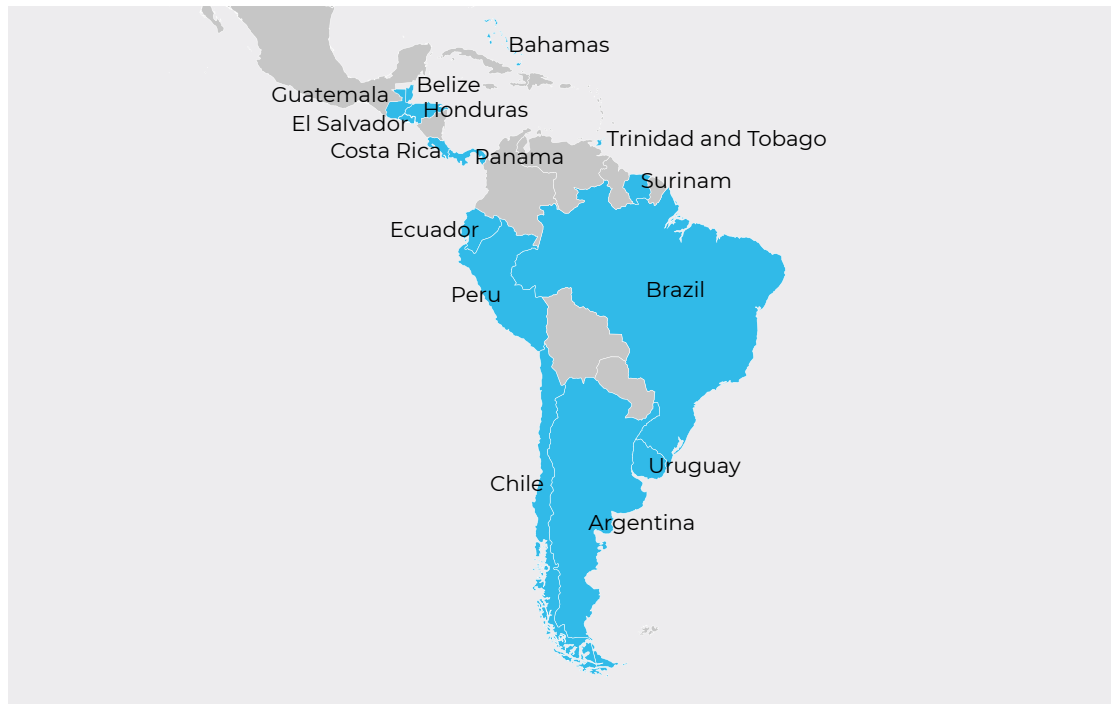 Bahamas
Belize
Guatemala
Honduras
El Salvador
Trinidad and Tobago
Costa Rica
Panama
Surinam
Ecuador
Brazil
Peru
Uruguay
Chile
Argentina